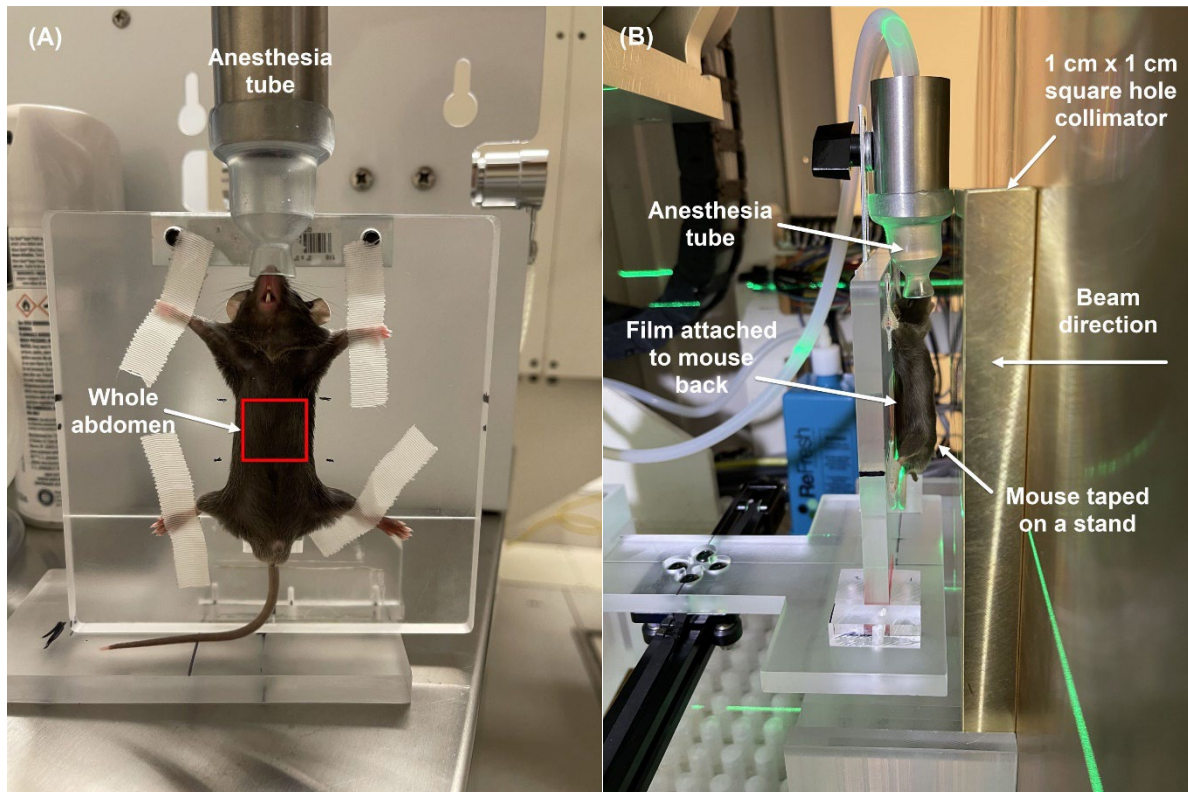 (A)
Anesthesia
tube
Whole
abdomen
(B)
1 cm x 1 cm
square hole
collimator
Anesthesia
tube
Beam
direction
Film attached
to mouse
back
ReFresh
Mouse taped
on a stand